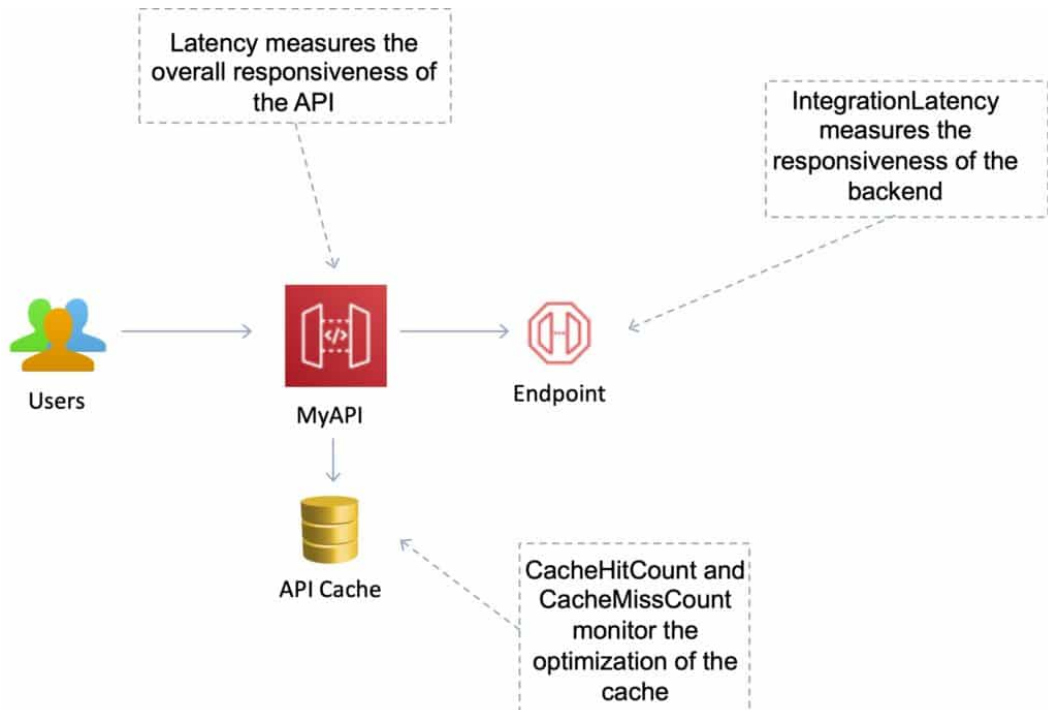 Latency measures the
overall responsiveness of
the API
IntegrationLatency
measures the
responsiveness of the
backend
</>
Users
MyAPI
Endpoint
API Cache
CacheHitCount and
CacheMissCount
monitor the
optimization of the
cache